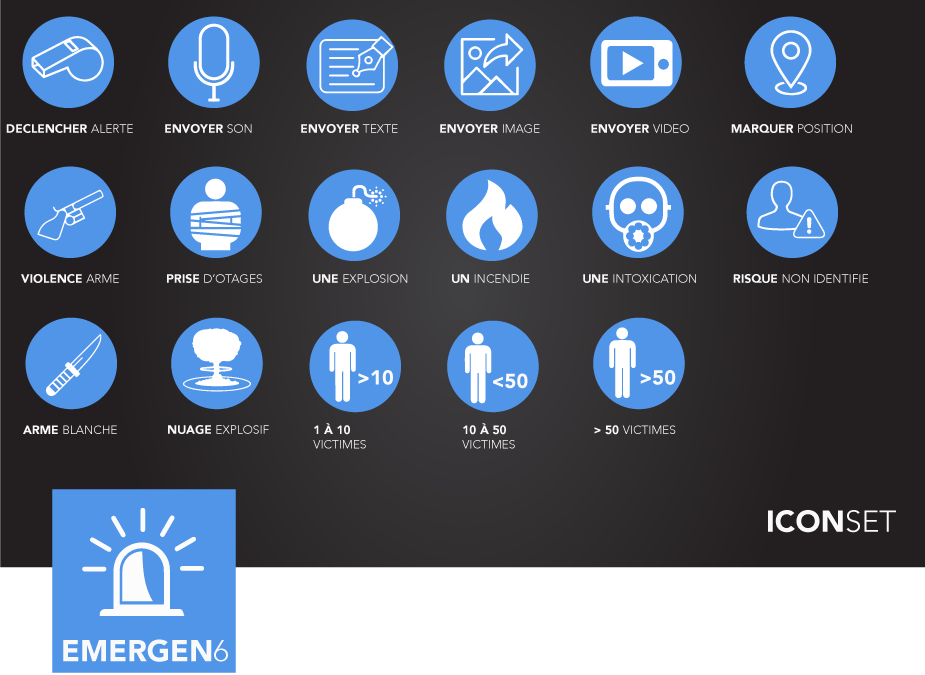 DECLENCHER ALERTE
ENVOYER SON
ENVOYER TEXTE
ENVOYER IMAGE
ENVOYER VIDEO
MARQUER POSITION
VIOLENCE ARME
PRISE D'OTAGES
UNE EXPLOSION
UN INCENDIE
UNE INTOXICATION
RISQUE NON IDENTIFIE
!
>10
<50
>50
ARME BLANCHE
NUAGE EXPLOSIF
1 À 10
VICTIMES
10 À 50
VICTIMES
> 50 VICTIMES
ICONSET
EMERGEN6